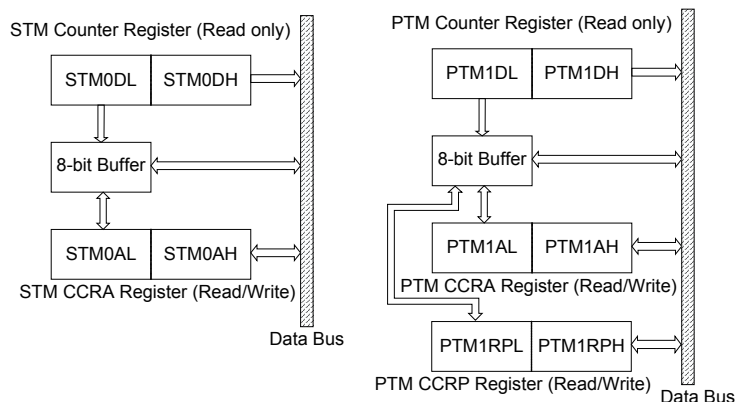 STM Counter Register (Read only)
STM0DL
STM0DH
8-bit Buffer
STM0AL
STM0AH
STM CCRA Register (Read/Write)
Data Bus
PTM Counter Register (Read only)
PTM1DL
PTM1DH
8-bit Buffer
PTM1AL
PTM1AH
PTM CCRA Register (Read/Write)
PTM1RPL
PTM1RPH
PTM CCRP Register (Read/Write)
Data Bus